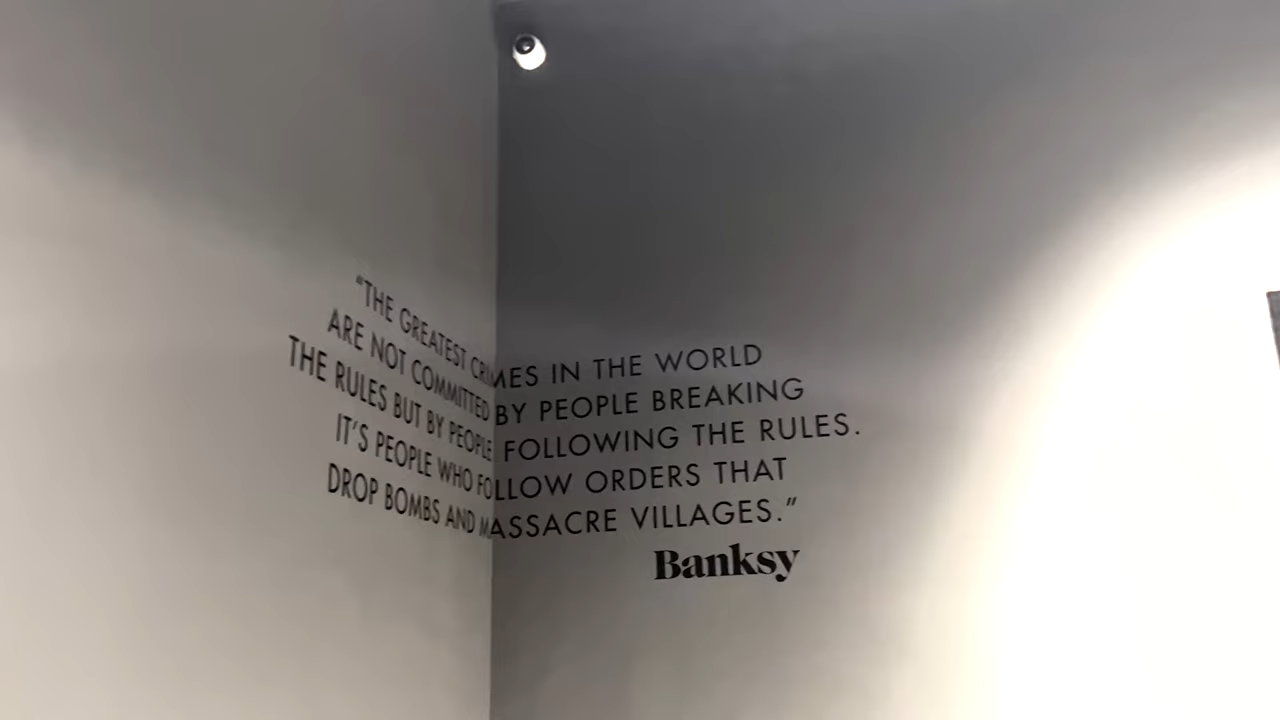 “THE GREATEST CRIMES IN THE WORLD
ARE NOT COMMITTED BY PEOPLE BREAKING
THE RULES BUT BY PEOPLE FOLLOWING THE RULES.
IT’S PEOPLE WHO FOLLOW ORDERS THAT
DROP BOMBS AND MASSACRE VILLAGES.”
Banksy